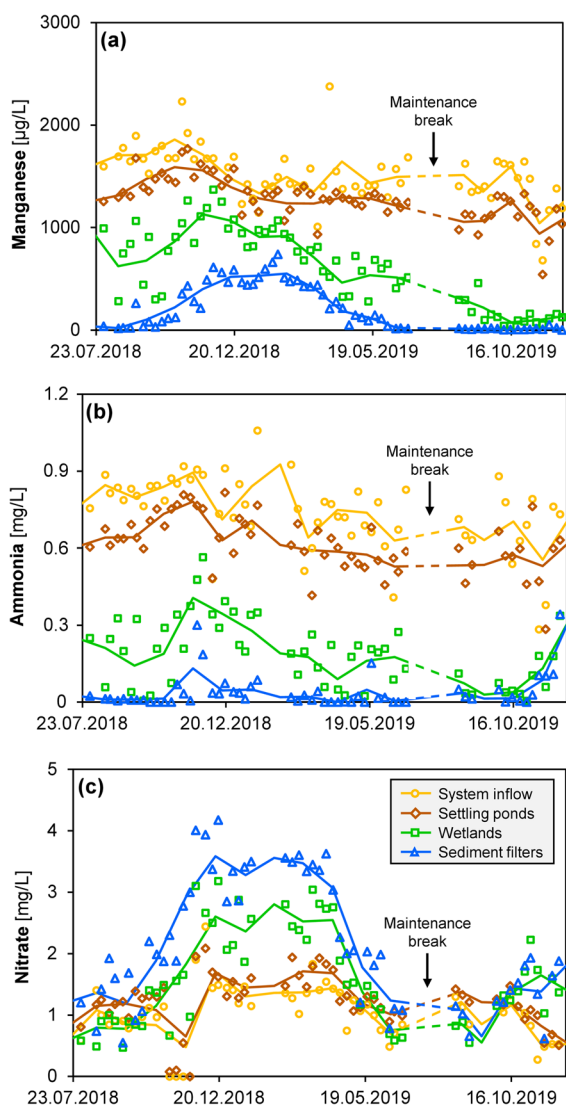 (a)
Manganese [µg/L]
3000
2000
1000
0
Maintenance
break
23.07.2018 20.12.2018 19.05.2019 16.10.2019
(b)
Ammonia [mg/L]
1.2
0.9
0.6
0.3
0
Maintenance
break
23.07.2018 20.12.2018 19.05.2019 16.10.2019
(c)
Nitrate [mg/L]
5
4
3
2
1
0
System inflow
Settling ponds
Wetlands
Sediment filters
Maintenance
break
23.07.2018 20.12.2018 19.05.2019 16.10.2019